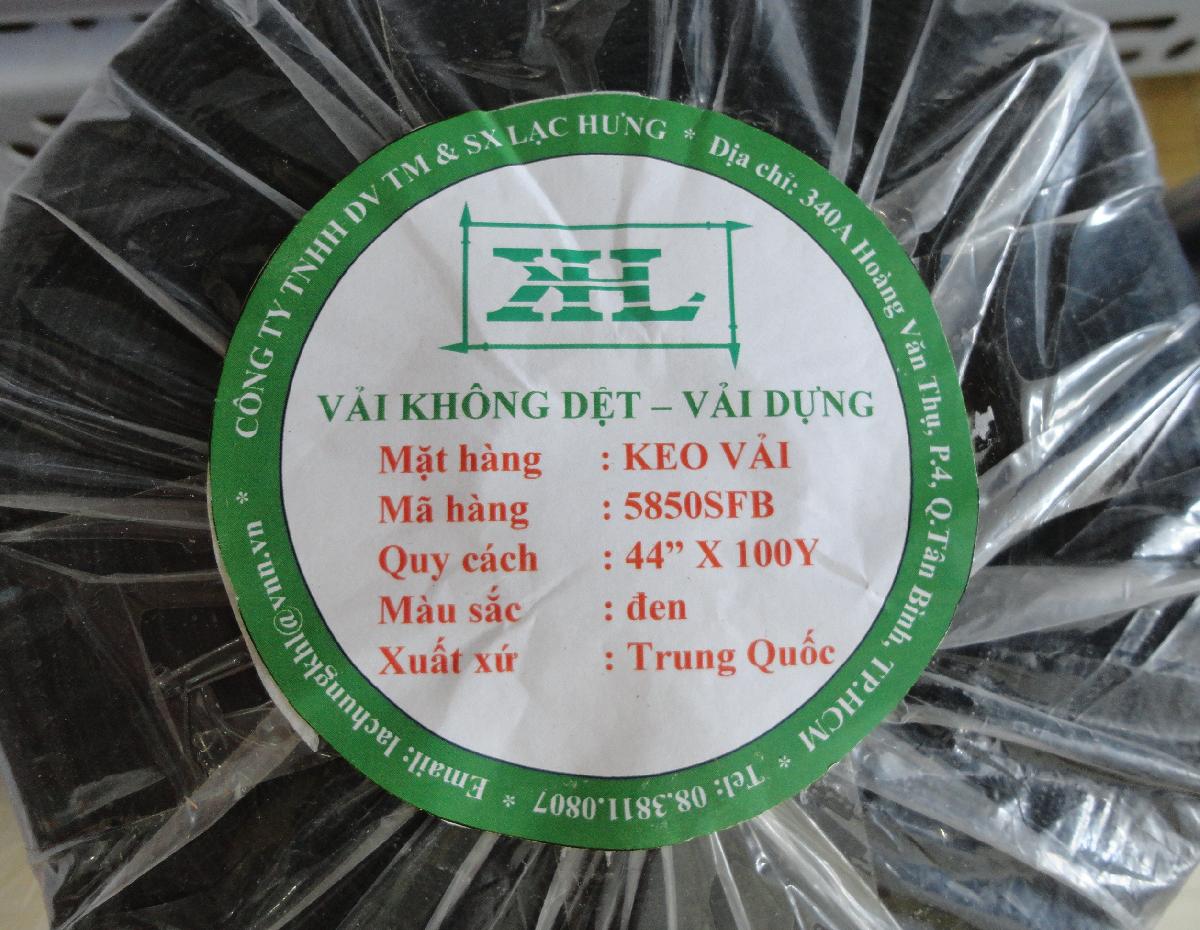 CÔNG TY TNHH DV TM & SX LẠC HƯNG * Địa chỉ: 340A Hoàng Văn Thụ, P.4, Q.Tân Bình, TP.HCM * Tel: 08.3811.0807 * Email: lachungkhl@vnn.vn *
KHL
VẢI KHÔNG DỆT – VẢI DỰNG
Mặt hàng : KEO VẢI
Mã hàng : 5850SFB
Quy cách : 44” X 100Y
Màu sắc : đen
Xuất xứ : Trung Quốc